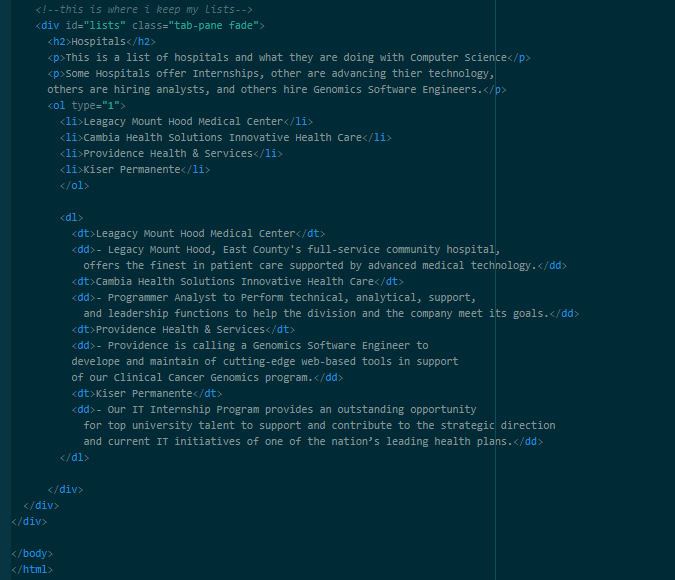 <!--this is where i keep my lists-->
<div id="lists" class="tab-pane fade">
<h2>Hospitals</h2>
<p>This is a list of hospitals and what they are doing with Computer Science</p>
<p>Some Hospitals offer Internships, other are advancing thier technology,
others are hiring analysts, and others hire Genomics Software Engineers.</p>
<ol type="1">
<li>Leagacy Mount Hood Medical Center</li>
<li>Cambia Health Solutions Innovative Health Care</li>
<li>Providence Health & Services</li>
<li>Kiser Permanente</li>
</ol>
<dl>
<dt>Leagacy Mount Hood Medical Center</dt>
<dd>- Legacy Mount Hood, East County's full-service community hospital,
offers the finest in patient care supported by advanced medical technology.</dd>
<dt>Cambia Health Solutions Innovative Health Care</dt>
<dd>- Programmer Analyst to Perform technical, analytical, support,
and leadership functions to help the division and the company meet its goals.</dd>
<dt>Providence Health & Services</dt>
<dd>- Providence is calling a Genomics Software Engineer to
develope and maintain of cutting-edge web-based tools in support
of our Clinical Cancer Genomics program.</dd>
<dt>Kiser Permanente</dt>
<dd>- Our IT Internship Program provides an outstanding opportunity
for top university talent to support and contribute to the strategic direction
and current IT initiatives of one of the nation’s leading health plans.</dd>
</dl>
</div>
</div>
</div>
</body>
</html>